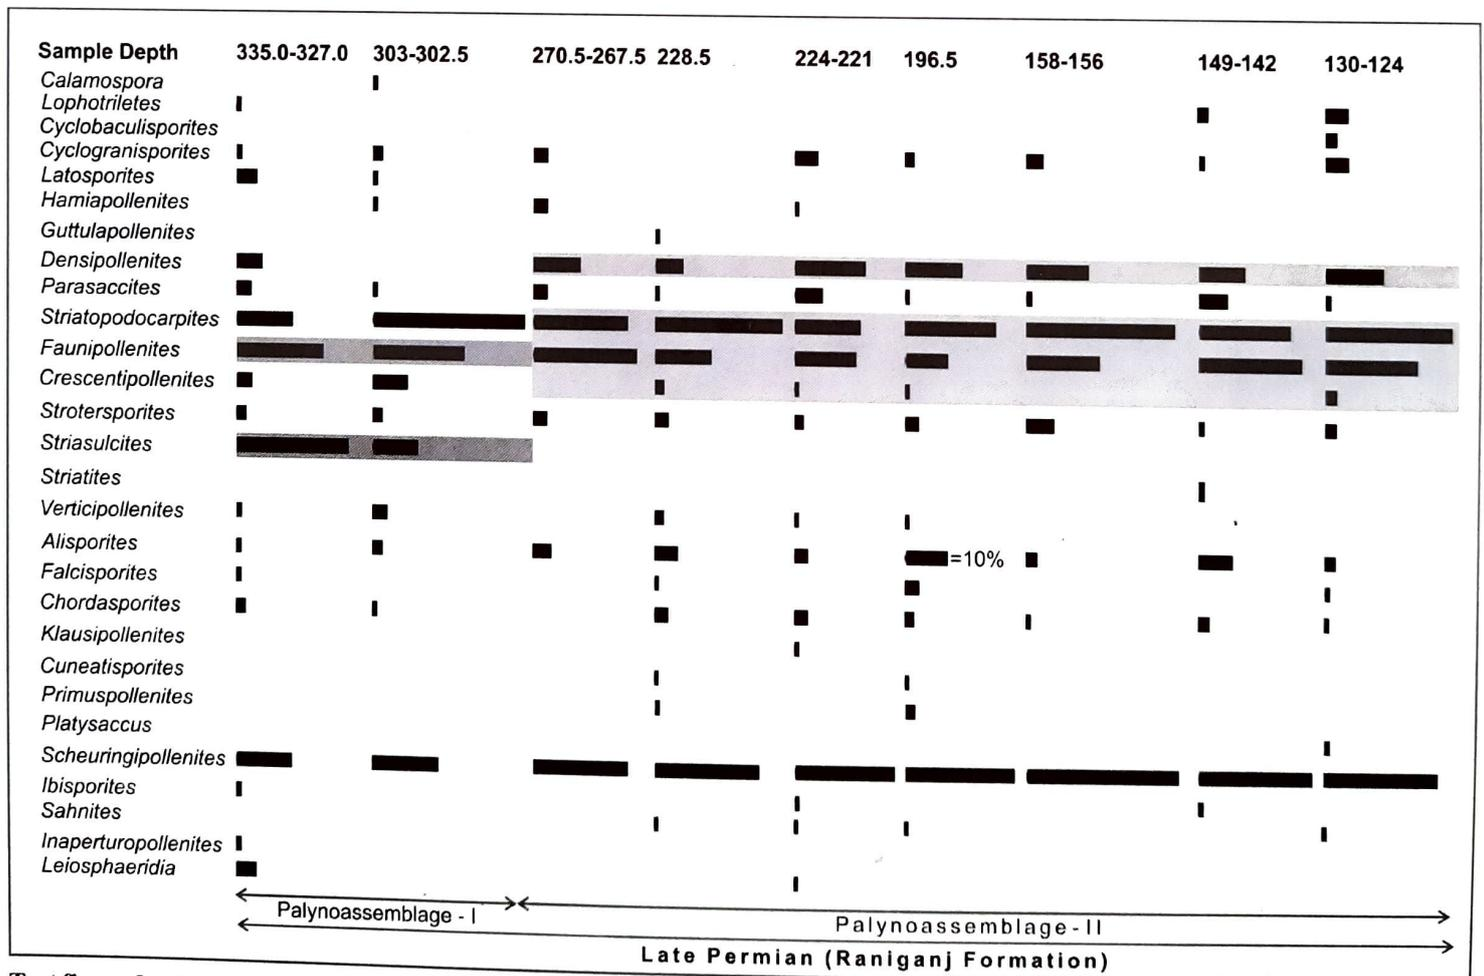 Sample Depth 335.0-327.0 303-302.5 270.5-267.5 228.5 224-221 196.5 158-156 149-142 130-124
Calamospora
Lophotriletes
Cyclobaculisporites
Cyclogranisporites
Latosporites
Hamiapollenites
Guttulapollenites
Densipollenites
Parasaccites
Striatopodocarpites
Faunipollenites
Crescentipollenites
Strotersporites
Striasulcites
Striatites
Verticipollenites
Alisporites =10%
Falcisporites
Chordasporites
Klausipollenites
Cuneatisporites
Primuspollenites
Platysaccus
Scheuringipollenites
Ibisporites
Sahnites
Inaperturopollenites
Leiosphaeridia
Palynoassemblage - I Palynoassemblage - II
Late Permian (Raniganj Formation)